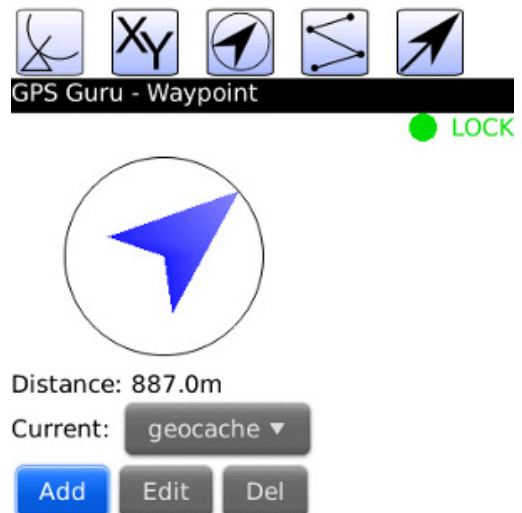 XY
GPS Guru - Waypoint
LOCK
Distance: 887.0m
Current: geocache
Add Edit Del